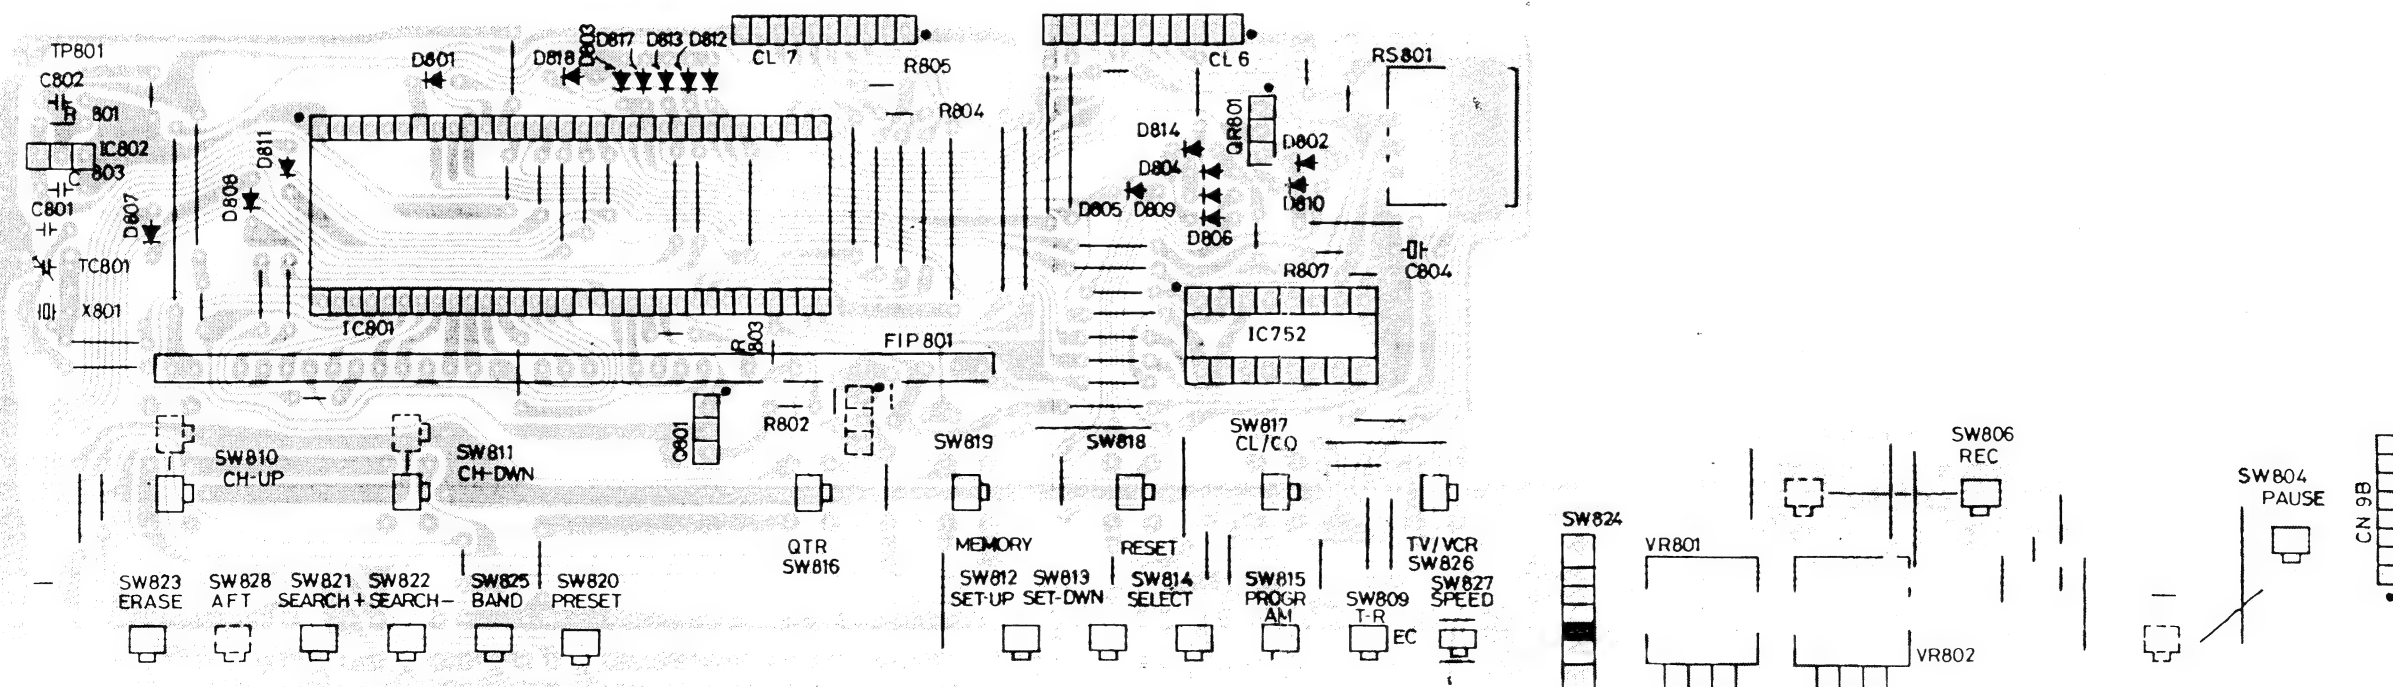 TP801
C802
R 801
IC802
C 803
C801
TC801
X801
D807
D808
D811
D801
D818
D803
D817
D813
D812
CL 7
R805
R804
CL 6
RS801
D814
QR801
D802
D804
D805
D809
D810
D806
R807
C804
IC801
R803
FIP801
IC752
SW810
CH-UP
SW811
CH-DWN
Q801
R802
SW819
SW818
SW817
CL/CO
SW806
REC
SW804
PAUSE
CN 9B
QTR
SW816
MEMORY
RESET
TV/VCR
SW826
SW824
VR801
VR802
SW823
ERASE
SW828
AFT
SW821
SEARCH+
SW822
SEARCH-
SW825
BAND
SW820
PRESET
SW812
SET-UP
SW813
SET-DWN
SW814
SELECT
SW815
PROGR
AM
SW809
T-R
EC
SW827
SPEED